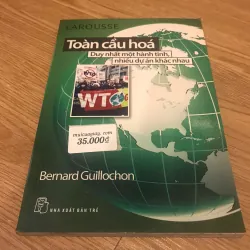 LAROUSSE
Toàn cầu hoá
Duy nhất một hành tinh,
nhiều dự án khác nhau
WTO
35.000₫
Bernard Guillochon
NHÀ XUẤT BẢN TRẺ